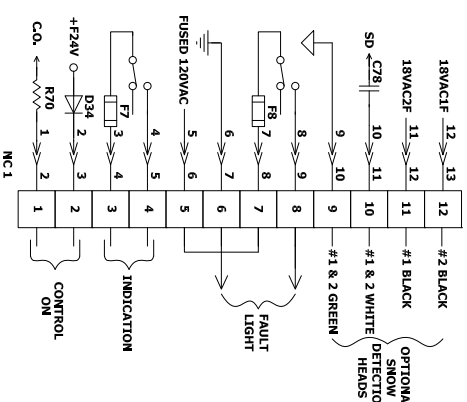 C.O.
R70
1
2
1
+F24V
D34
2
3
2
F7
3
4
3
4
5
4
FUSED 120VAC
5
6
5
6
7
6
F8
7
8
7
8
9
8
9
10
9
SD
C78
10
11
10
18VAC2F
11
12
11
18VAC1F
12
13
12
NC 1
CONTROL
ON
INDICATION
FAULT
LIGHT
#1 & 2 GREEN
#1 & 2 WHITE
#1 BLACK
#2 BLACK
OPTIONA
SNOW
DETECTIO
HEADS